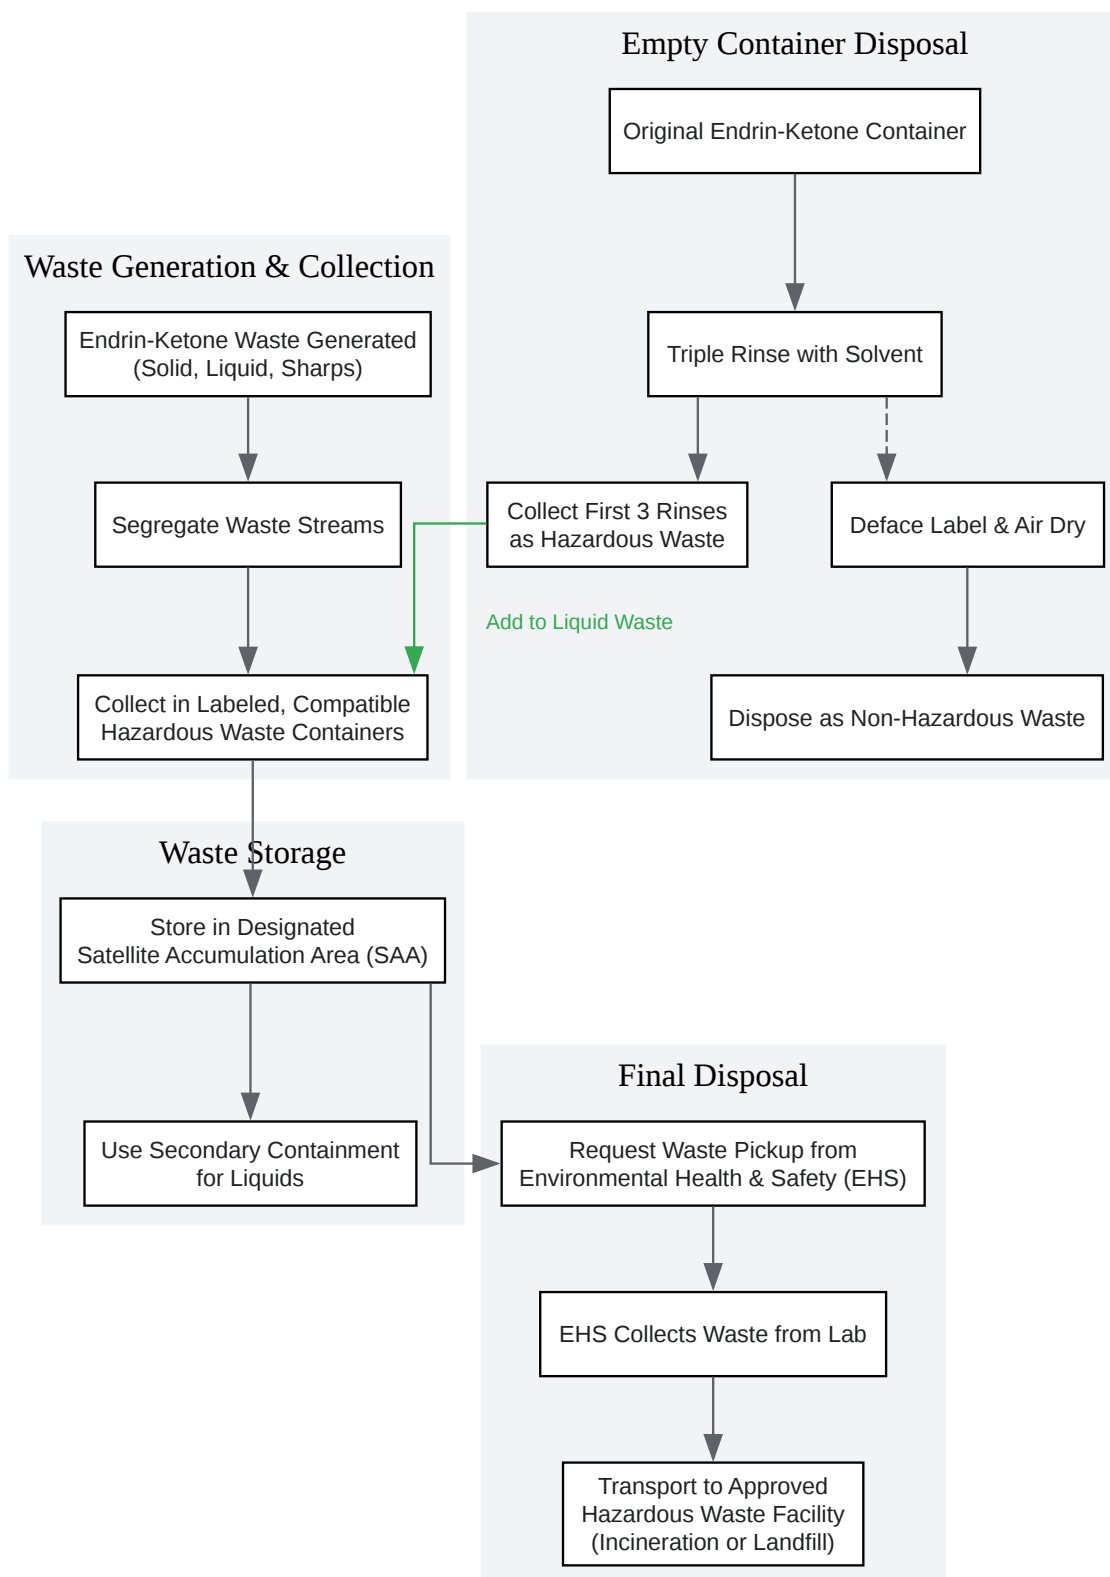 Empty Container Disposal
Original Endrin-Ketone Container
Triple Rinse with Solvent
Collect First 3 Rinses
as Hazardous Waste
Deface Label & Air Dry
Add to Liquid Waste
Dispose as Non-Hazardous Waste
Waste Generation & Collection
Endrin-Ketone Waste Generated
(Solid, Liquid, Sharps)
Segregate Waste Streams
Collect in Labeled, Compatible
Hazardous Waste Containers
Waste Storage
Store in Designated
Satellite Accumulation Area (SAA)
Use Secondary Containment
for Liquids
Final Disposal
Request Waste Pickup from
Environmental Health & Safety (EHS)
EHS Collects Waste from Lab
Transport to Approved
Hazardous Waste Facility
(Incineration or Landfill)